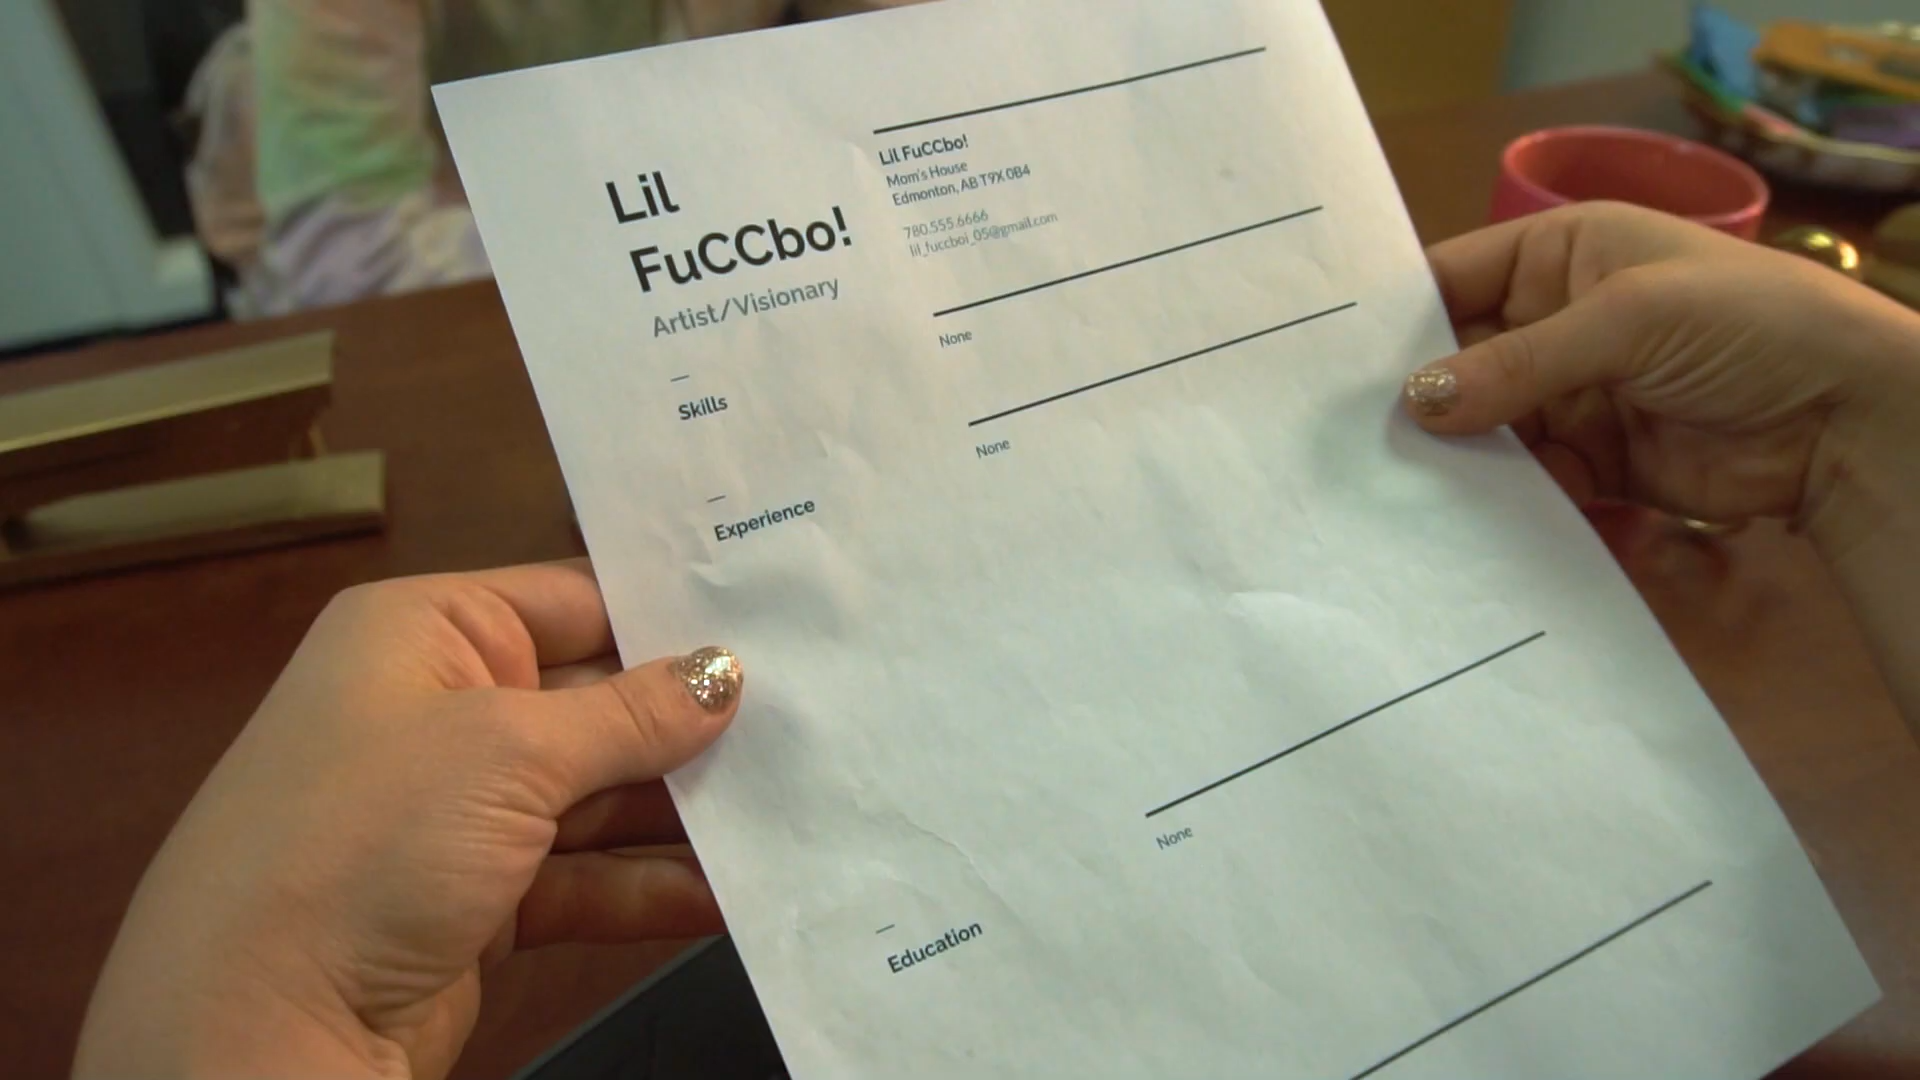 Lil
FuCCbo!
Artist/Visionary
Lil FuCCbo!
Mom's House
Edmonton, AB T9X 0B4
780.555.6666
lil_fuccboi_05@gmail.com
—
Skills
None
—
Experience
None
—
Education
None